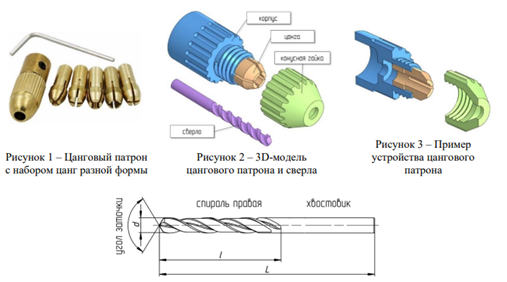 корпус
цанга
конусная гайка
сверло
Рисунок 1 – Цанговый патрон
с набором цанг разной формы
Рисунок 2 – 3D-модель
цангового патрона и сверла
Рисунок 3 – Пример
устройства цангового
патрона
спираль правая
хвостовик
угол заточки
d
l
L